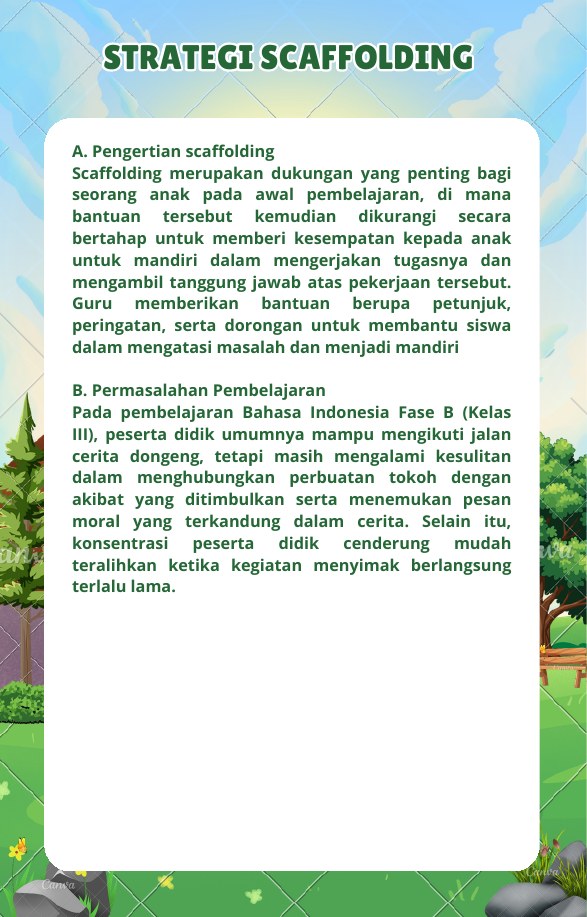 STRATEGI SCAFFOLDING
A. Pengertian scaffolding
Scaffolding merupakan dukungan yang penting bagi
seorang anak pada awal pembelajaran, di mana
bantuan tersebut kemudian dikurangi secara
bertahap untuk memberi kesempatan kepada anak
untuk mandiri dalam mengerjakan tugasnya dan
mengambil tanggung jawab atas pekerjaan tersebut.
Guru memberikan bantuan berupa petunjuk,
peringatan, serta dorongan untuk membantu siswa
dalam mengatasi masalah dan menjadi mandiri
B. Permasalahan Pembelajaran
Pada pembelajaran Bahasa Indonesia Fase B (Kelas
III), peserta didik umumnya mampu mengikuti jalan
cerita dongeng, tetapi masih mengalami kesulitan
dalam menghubungkan perbuatan tokoh dengan
akibat yang ditimbulkan serta menemukan pesan
moral yang terkandung dalam cerita. Selain itu,
konsentrasi peserta didik cenderung mudah
teralihkan ketika kegiatan menyimak berlangsung
terlalu lama.
Canva
Canva